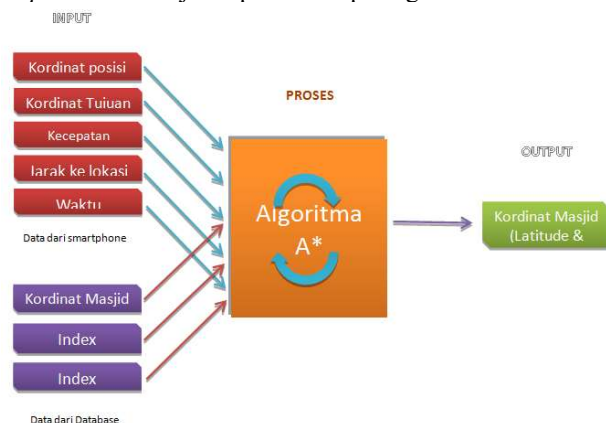 INPUT
Kordinat posisi
Kordinat Tujuan
Kecepatan
Jarak ke lokasi
Waktu
Data dari smartphone
Kordinat Masjid
Index
Index
Data dari Database
PROSES
Algoritma
A*
OUTPUT
Kordinat Masjid
(Latitude &